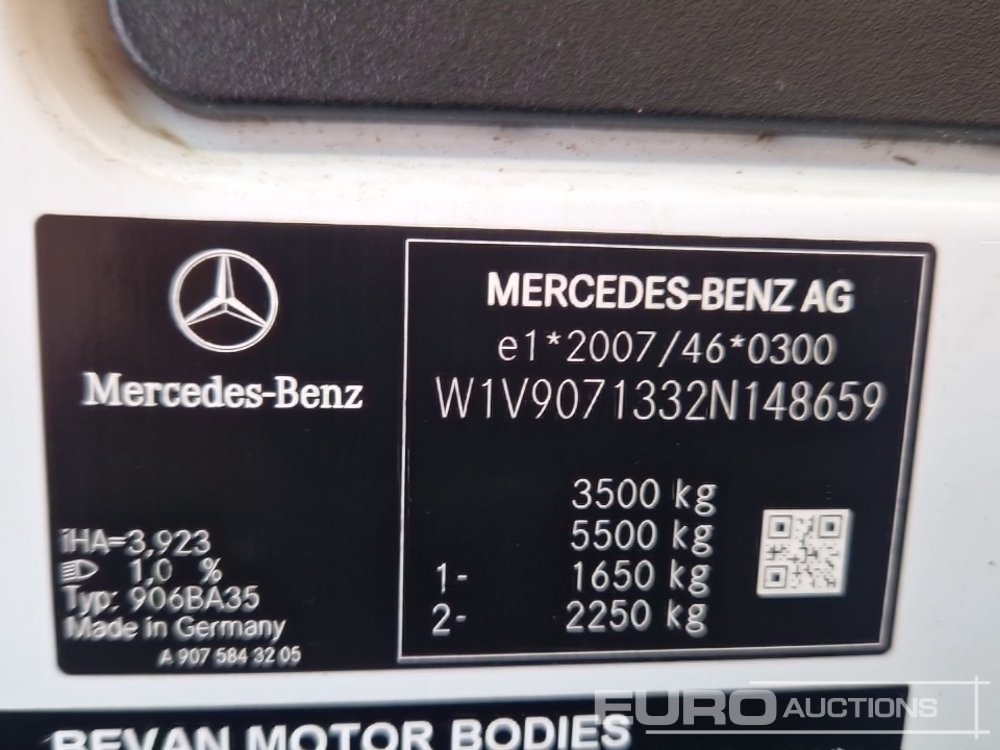 Mercedes-Benz
iHA=3,923
1,0 %
Typ: 906BA35
Made in Germany
A 907 584 32 05
MERCEDES-BENZ AG
e1*2007/46*0300
W1V9071332N148659
3500 kg
5500 kg
1- 1650 kg
2- 2250 kg
BEVAN MOTOR BODIES
EURO AUCTIONS